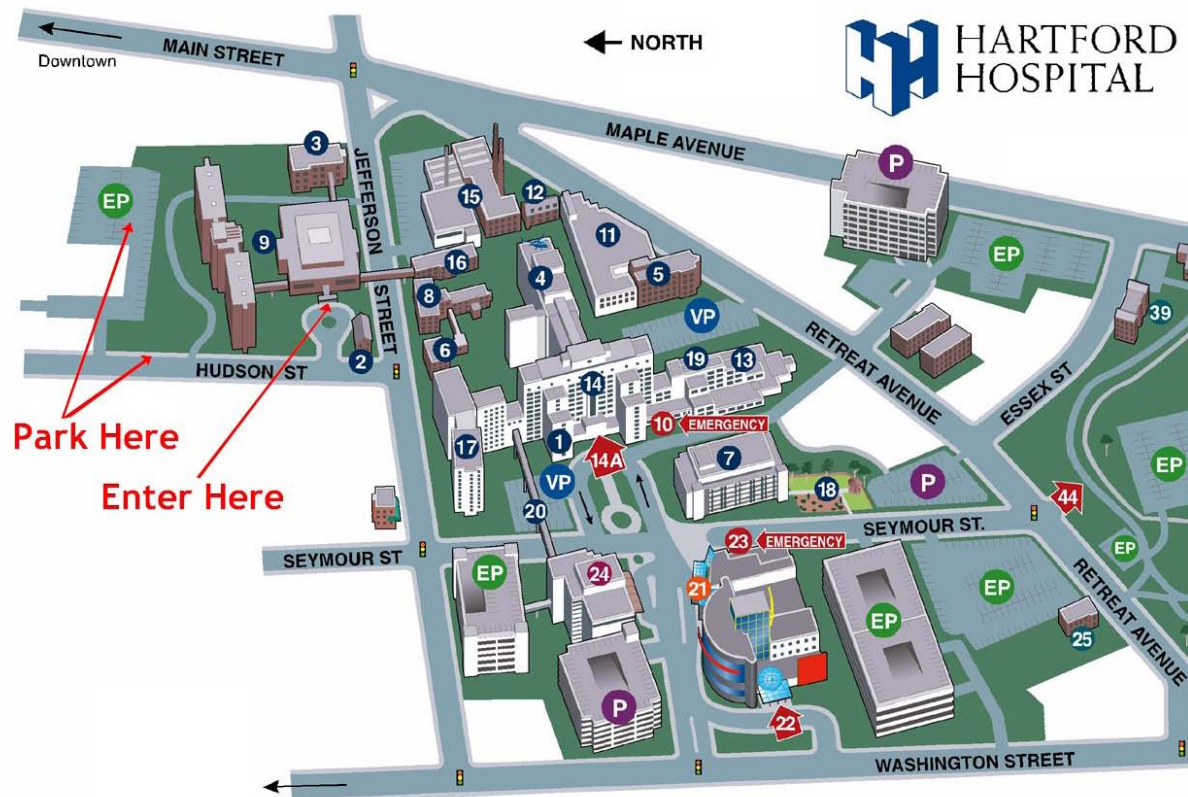 MAIN STREET
Downtown
NORTH
HARTFORD
HOSPITAL
MAPLE AVENUE
P
3
JEFFERSON
STREET
EP
15
12
11
9
16
4
5
EP
8
VP
39
2
6
19
13
HUDSON ST
RETREAT AVENUE
ESSEX ST
14
Park Here
10
EMERGENCY
17
1
14A
7
EP
Enter Here
VP
18
P
44
20
SEYMOUR ST.
SEYMOUR ST
23
EMERGENCY
EP
EP
24
21
EP
EP
25
RETREAT AVENUE
P
22
WASHINGTON STREET